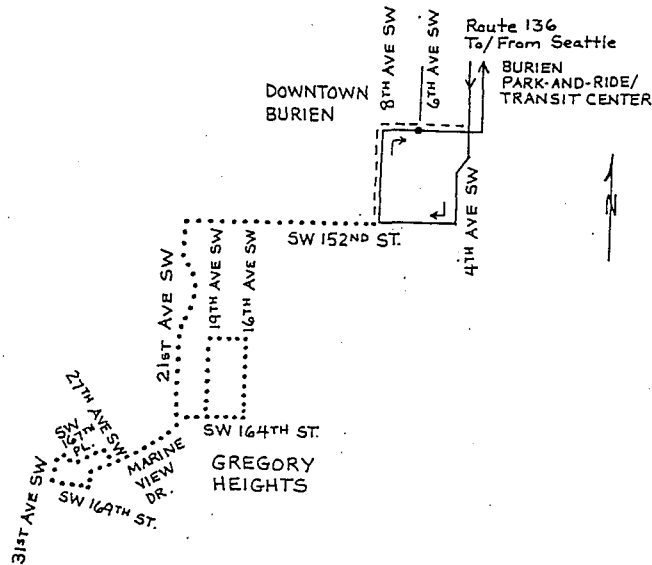 Route 136
To/From Seattle
8TH AVE SW
6TH AVE SW
BURIEN
PARK-AND-RIDE/
TRANSIT CENTER
DOWNTOWN
BURIEN
4TH AVE SW
N
SW 152ND ST.
21ST AVE SW
19TH AVE SW
16TH AVE SW
27TH AVE SW
SW
167TH
PL.
SW 164TH ST.
MARINE
VIEW
DR.
GREGORY
HEIGHTS
SW 169TH ST.
31ST AVE SW